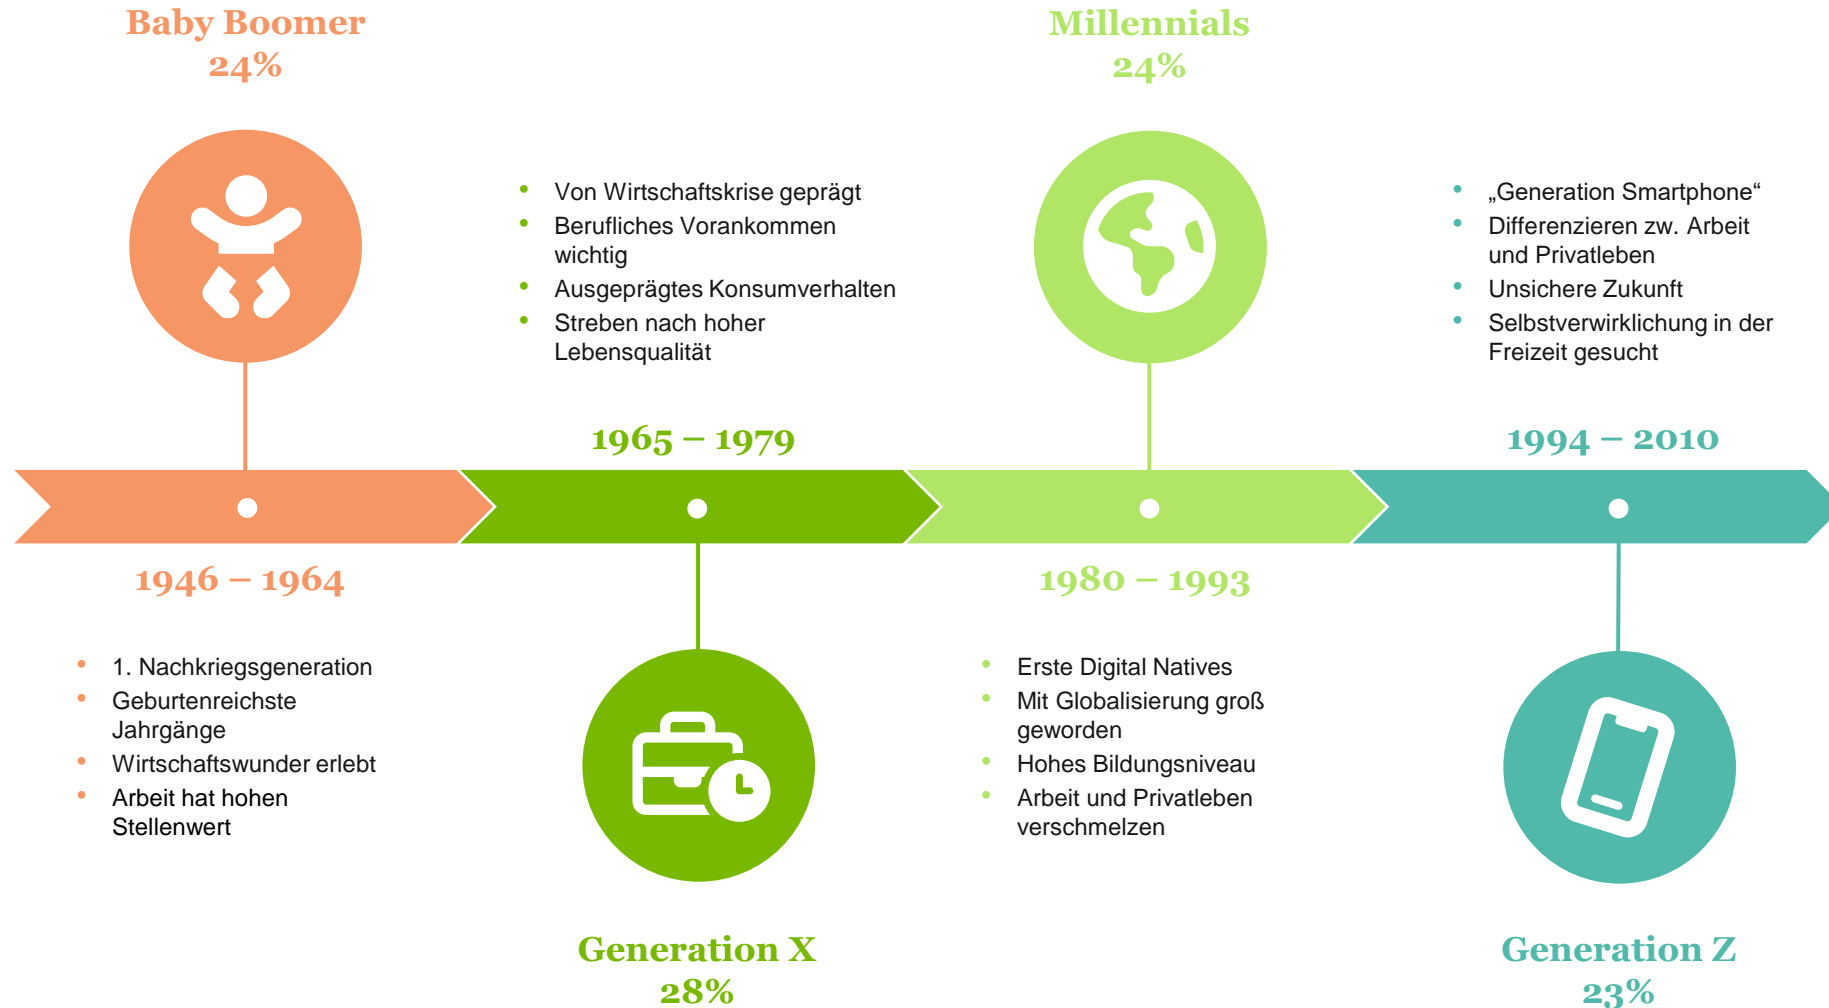 Baby Boomer
24%
1946 – 1964
• 1. Nachkriegsgeneration
• Geburtenreichste
Jahrgänge
• Wirtschaftswunder erlebt
• Arbeit hat hohen
Stellenwert
• Von Wirtschaftskrise geprägt
• Berufliches Vorankommen
wichtig
• Ausgeprägtes Konsumverhalten
• Streben nach hoher
Lebensqualität
1965 – 1979
Generation X
28%
Millennials
24%
1980 – 1993
• Erste Digital Natives
• Mit Globalisierung groß
geworden
• Hohes Bildungsniveau
• Arbeit und Privatleben
verschmelzen
• „Generation Smartphone“
• Differenzieren zw. Arbeit
und Privatleben
• Unsichere Zukunft
• Selbstverwirklichung in der
Freizeit gesucht
1994 – 2010
Generation Z
23%